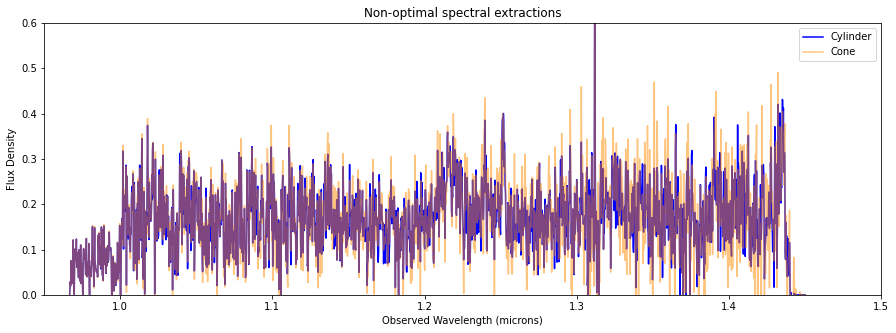 Non-optimal spectral extractions
Cylinder
Cone
Flux Density
0.6
0.5
0.4
0.3
0.2
0.1
0.0
1.0 1.1 1.2 1.3 1.4 1.5
Observed Wavelength (microns)